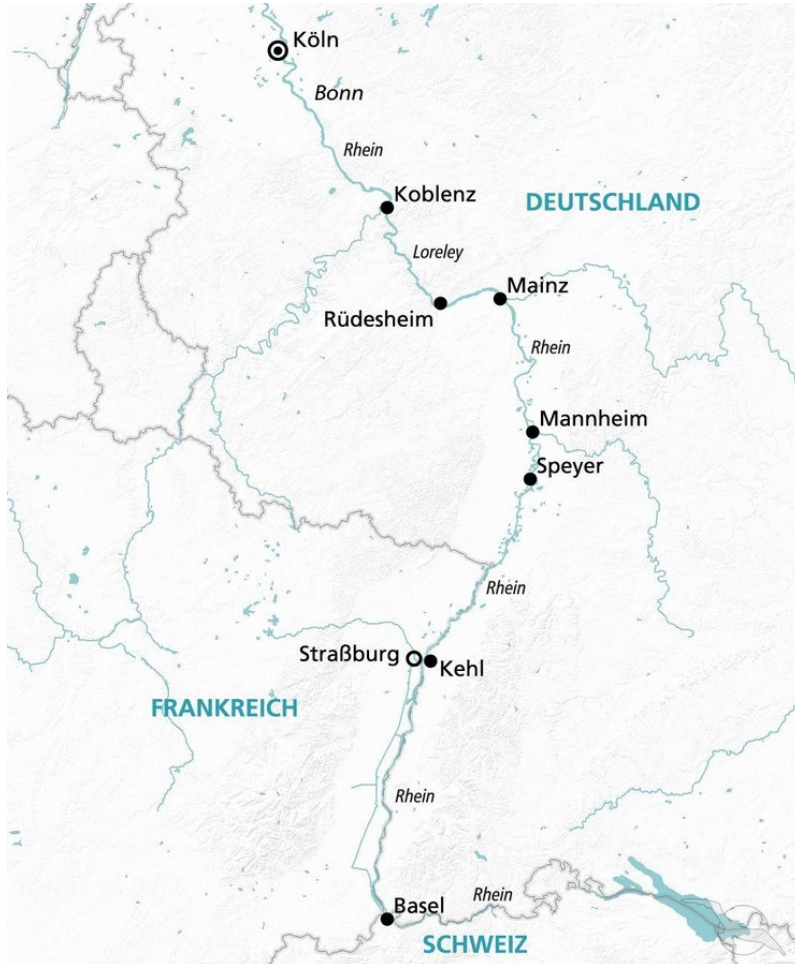 Köln
Bonn
Rhein
Koblenz
DEUTSCHLAND
Loreley
Mainz
Rüdesheim
Rhein
Mannheim
Speyer
Rhein
Straßburg
Kehl
FRANKREICH
Rhein
Rhein
Basel
SCHWEIZ